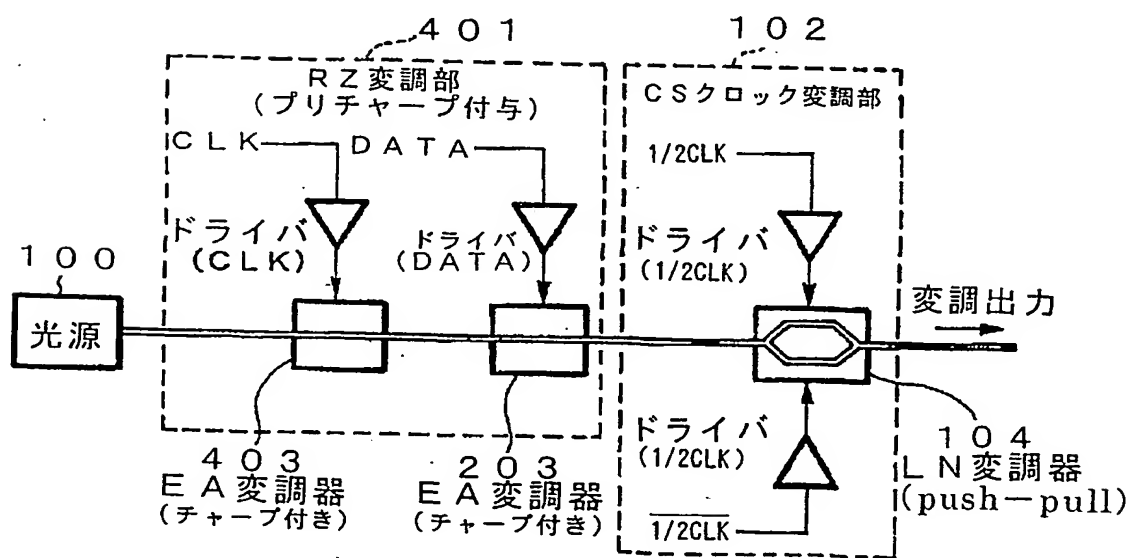 401
RZ変調部
(プリチャープ付与)
CLK
DATA
ドライバ
(CLK)
ドライバ
(DATA)
102
CSクロック変調部
1/2CLK
ドライバ
(1/2CLK)
100
光源
変調出力
403
EA変調器
(チャープ付き)
203
EA変調器
(チャープ付き)
ドライバ
(1/2CLK)
1/2CLK
104
LN変調器
(push-pull)